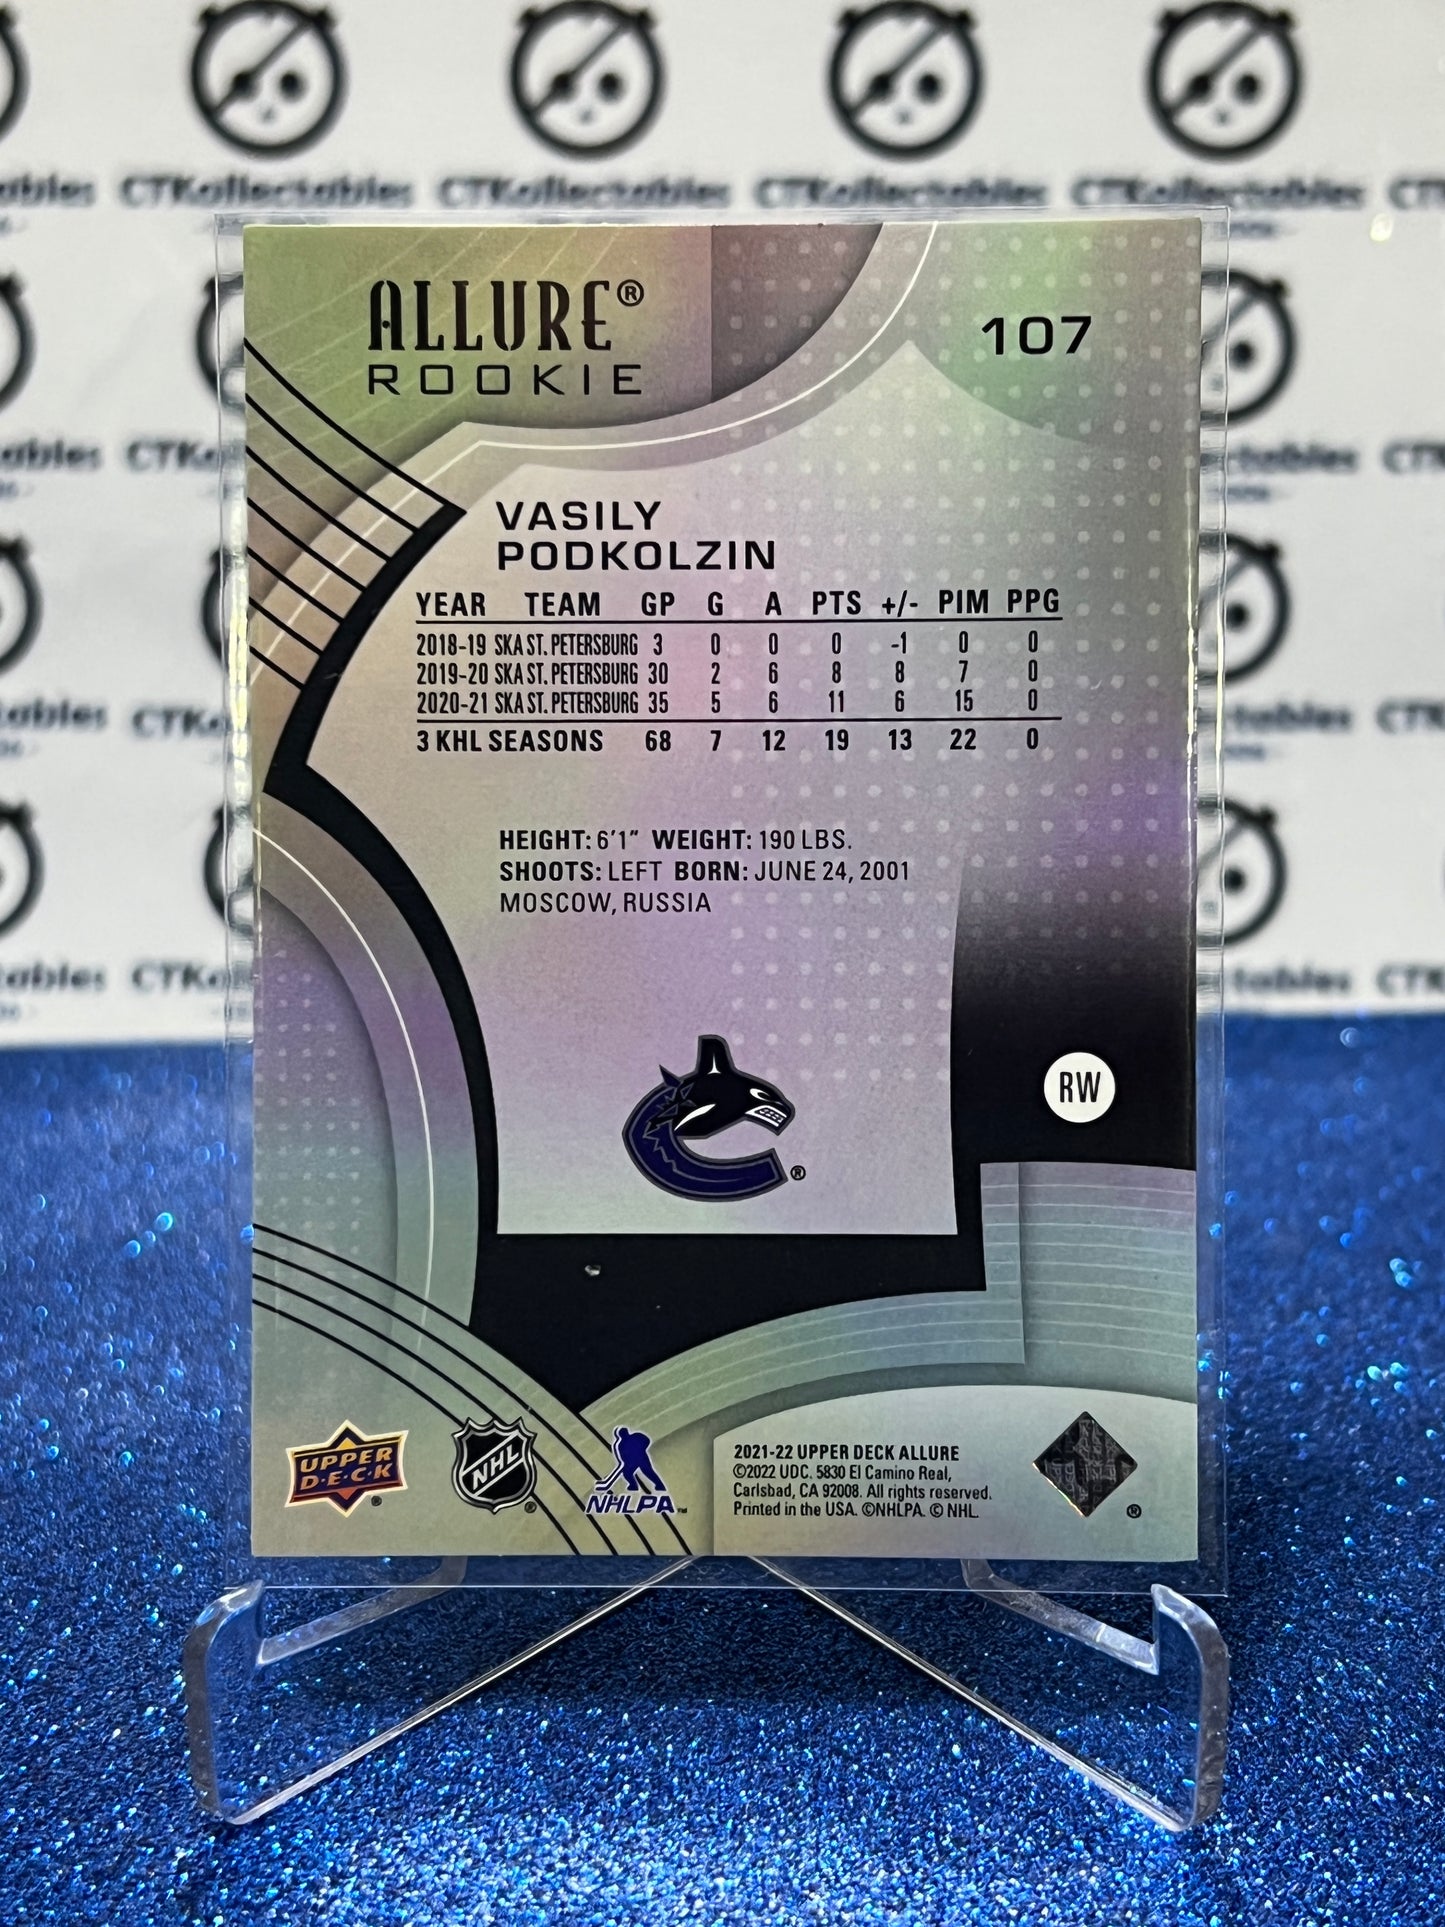 CTKollectables CTKollectables CTKollectables
ALLURE®
ROOKIE
107
VASILY
PODKOLZIN
YEAR TEAM GP G A PTS +/- PIM PPG
2018-19 SKA ST. PETERSBURG 3 0 0 0 -1 0 0
2019-20 SKA ST. PETERSBURG 30 2 6 8 8 7 0
2020-21 SKA ST. PETERSBURG 35 5 6 11 6 15 0
3 KHL SEASONS 68 7 12 19 13 22 0
HEIGHT: 6'1" WEIGHT: 190 LBS.
SHOOTS: LEFT BORN: JUNE 24, 2001
MOSCOW, RUSSIA
RW
®
UPPER
D·E·C·K
®
NHL
®
NHLPA™
2021-22 UPPER DECK ALLURE
©2022 UDC. 5830 El Camino Real,
Carlsbad, CA 92008. All rights reserved.
Printed in the USA. ©NHLPA. © NHL.
®